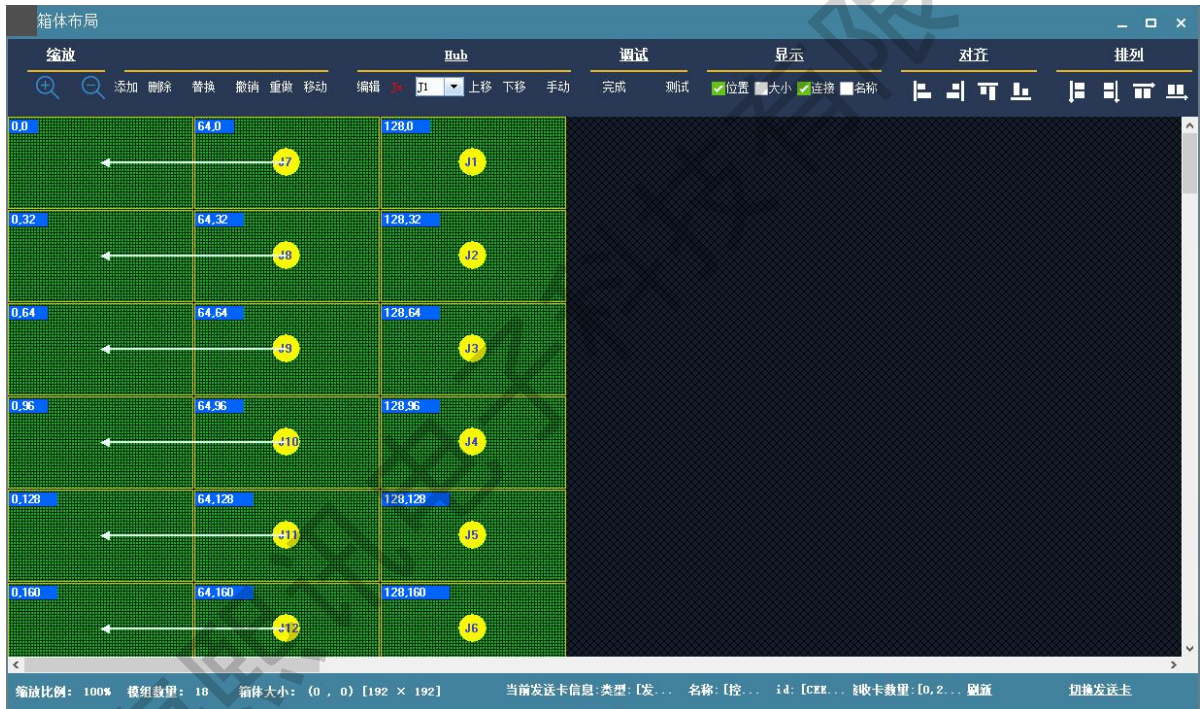 箱体布局
缩放 Hub 调试 显示 对齐 排列
添加 删除 替换 撤销 重做 移动 编辑 Jx: J1 上移 下移 手动 完成 测试 位置 大小 连接 名称
0,0 64,0 128,0
J7 J1
0,32 64,32 128,32
J8 J2
0,64 64,64 128,64
J9 J3
0,96 64,96 128,96
J10 J4
0,128 64,128 128,128
J11 J5
0,160 64,160 128,160
J12 J6
缩放比例: 100% 模组数量: 18 箱体大小: (0 , 0) [192 × 192] 当前发送卡信息:类型:[发... 名称:[控... id: [CEE... 收卡数量:[0,2... 刷新 切换发送卡
电子科技有限